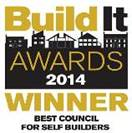 Build It
AWARDS
2014
WINNER
BEST COUNCIL
FOR SELF BUILDERS